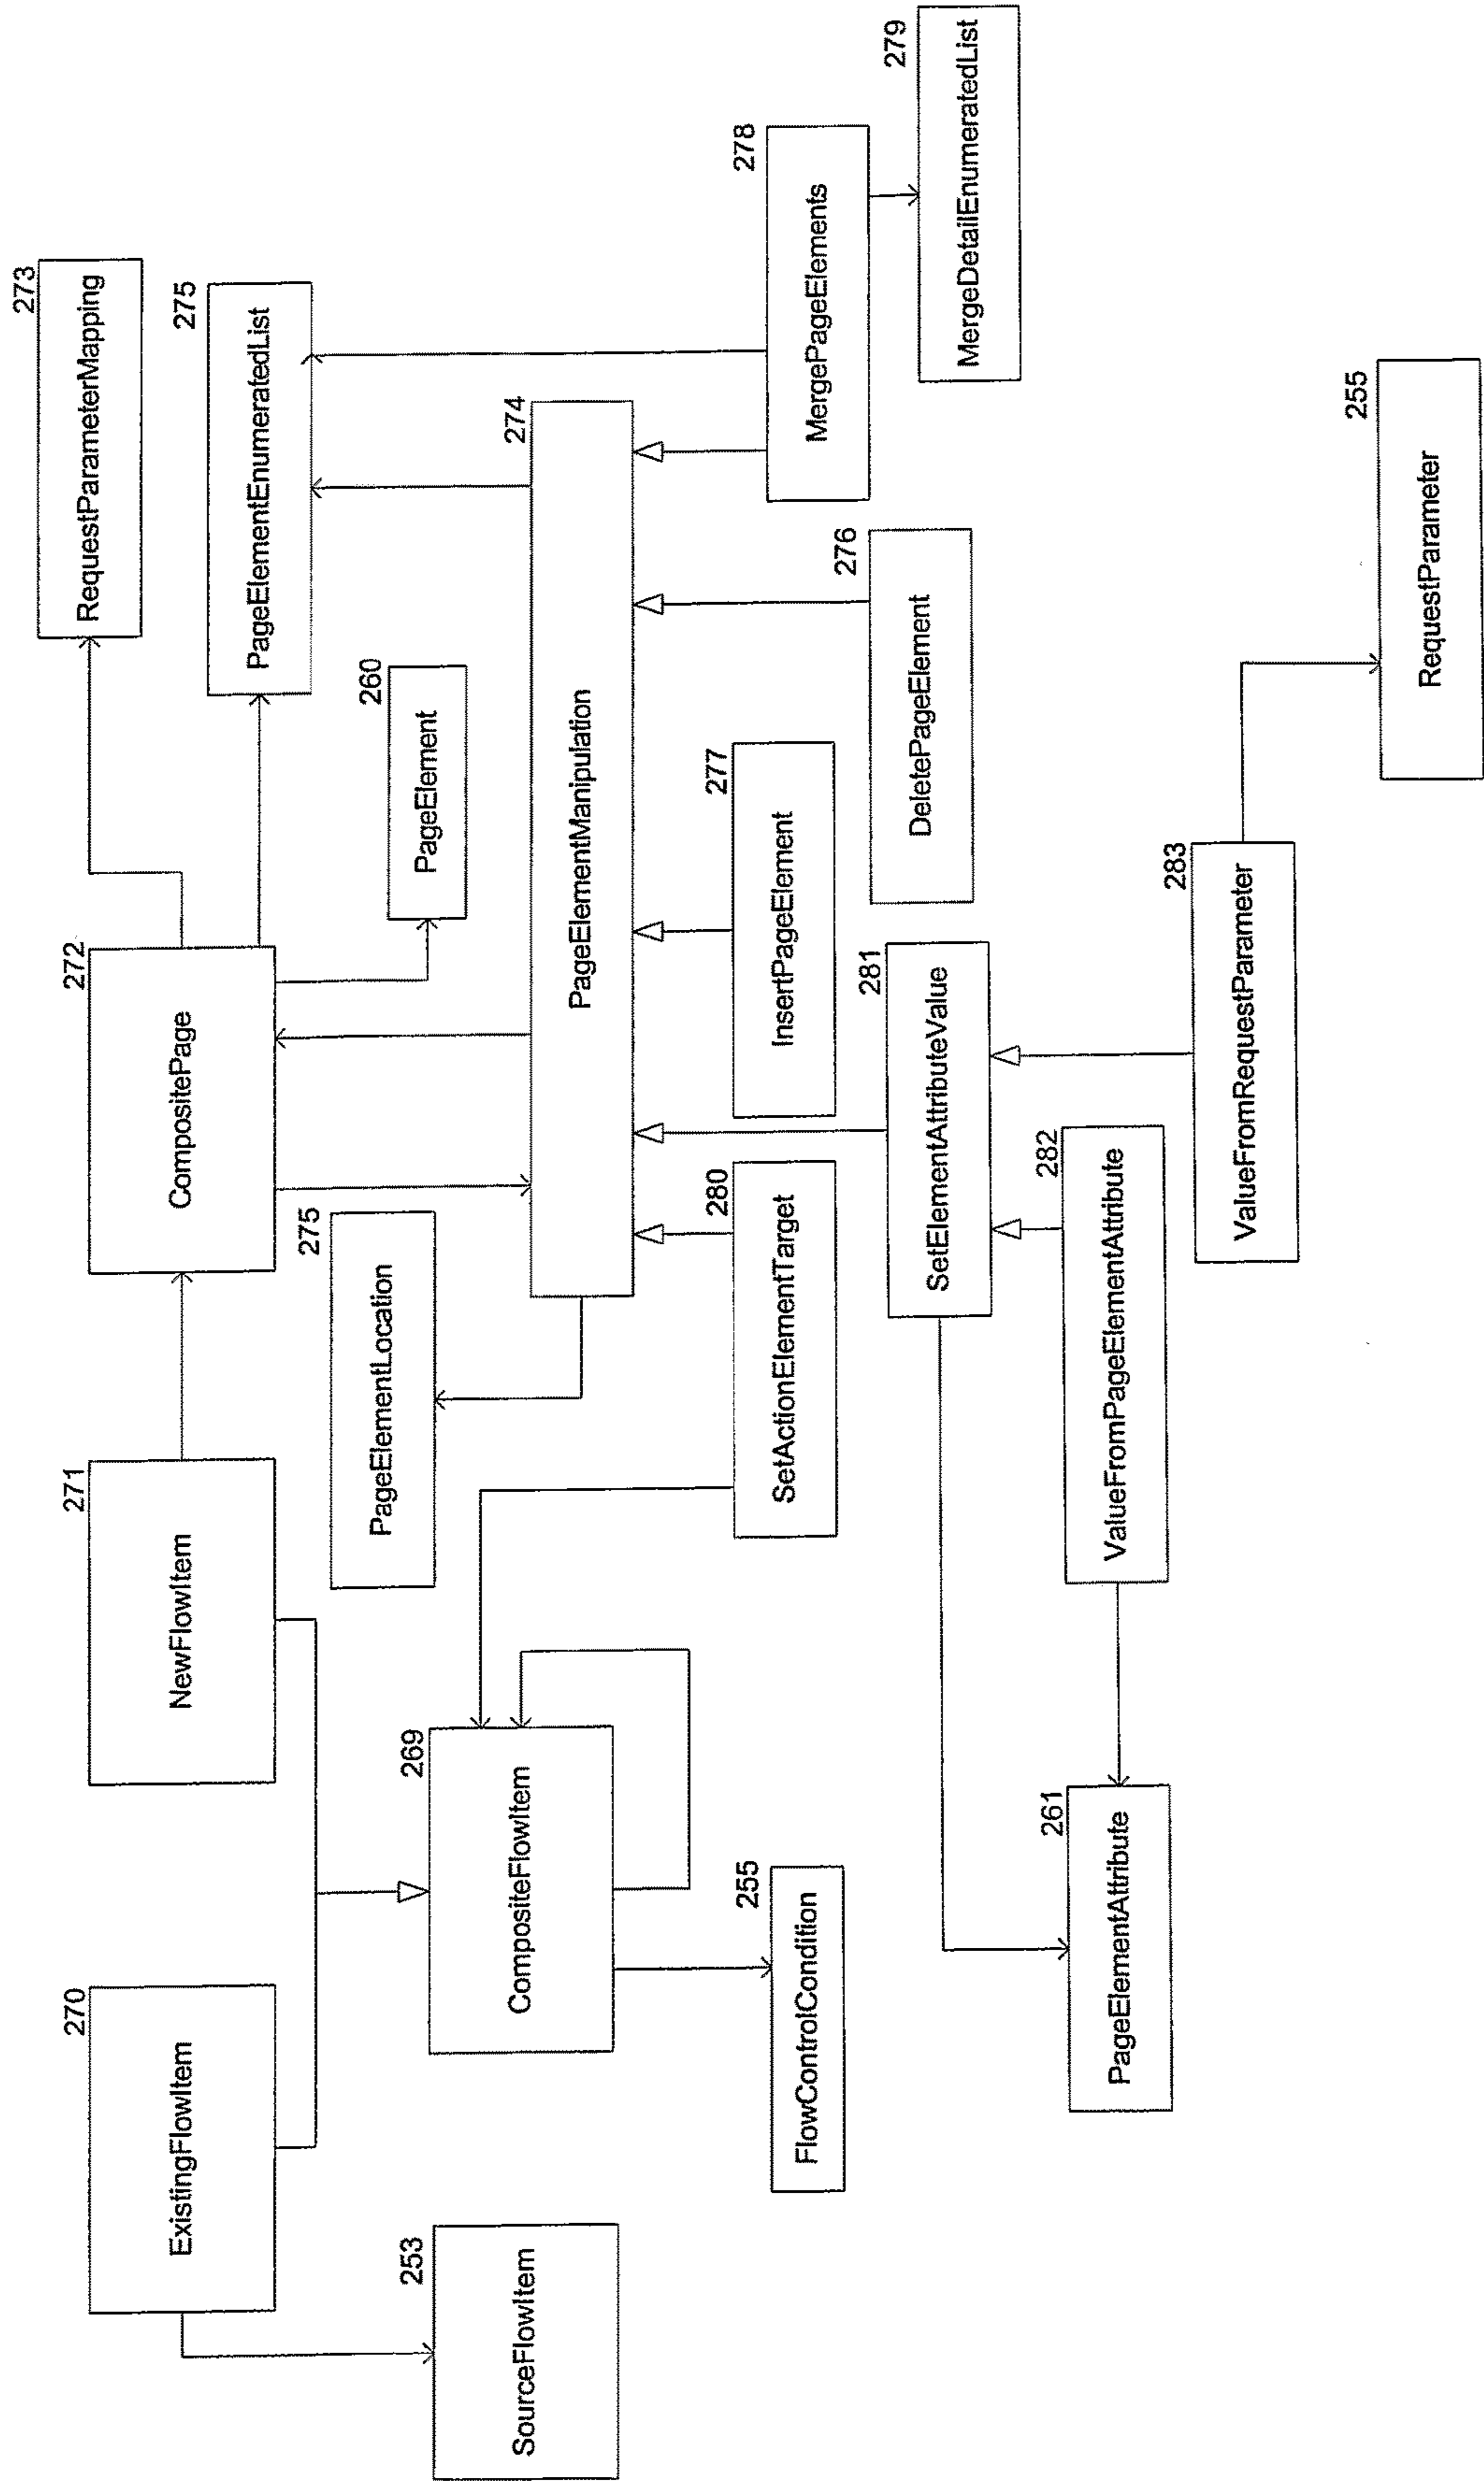 270
ExistingFlowItem
271
NewFlowItem
272
CompositePage
273
RequestParameterMapping
275
PageElementEnumeratedList
275
PageElementLocation
260
PageElement
253
SourceFlowItem
269
CompositeFlowItem
274
PageElementManipulation
255
FlowControlCondition
280
SetActionElementTarget
277
InsertPageElement
276
DeletePageElement
278
MergePageElements
279
MergeDetailEnumeratedList
281
SetElementAttributeValue
261
PageElementAttribute
282
ValueFromPageElementAttribute
283
ValueFromRequestParameter
255
RequestParameter